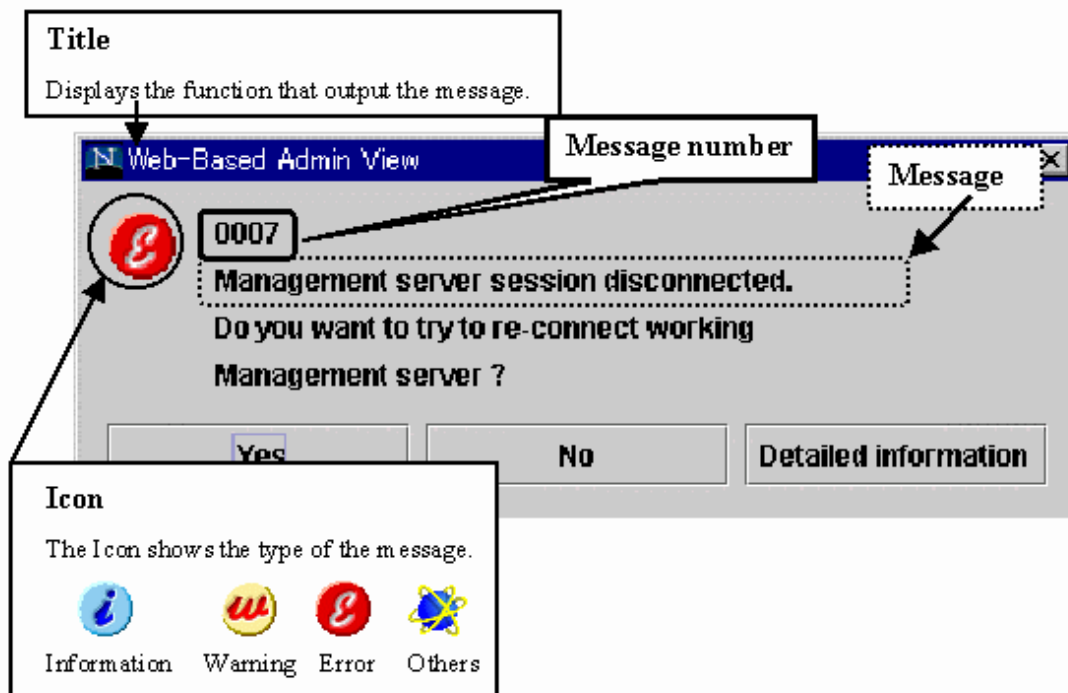 Title
Displays the function that output the message.
Web-Based Admin View
Message number
Message
0007
Management server session disconnected.
Do you want to try to re-connect working
Management server ?
Yes
No
Detailed information
Icon
The Icon shows the type of the message.
Information Warning Error Others